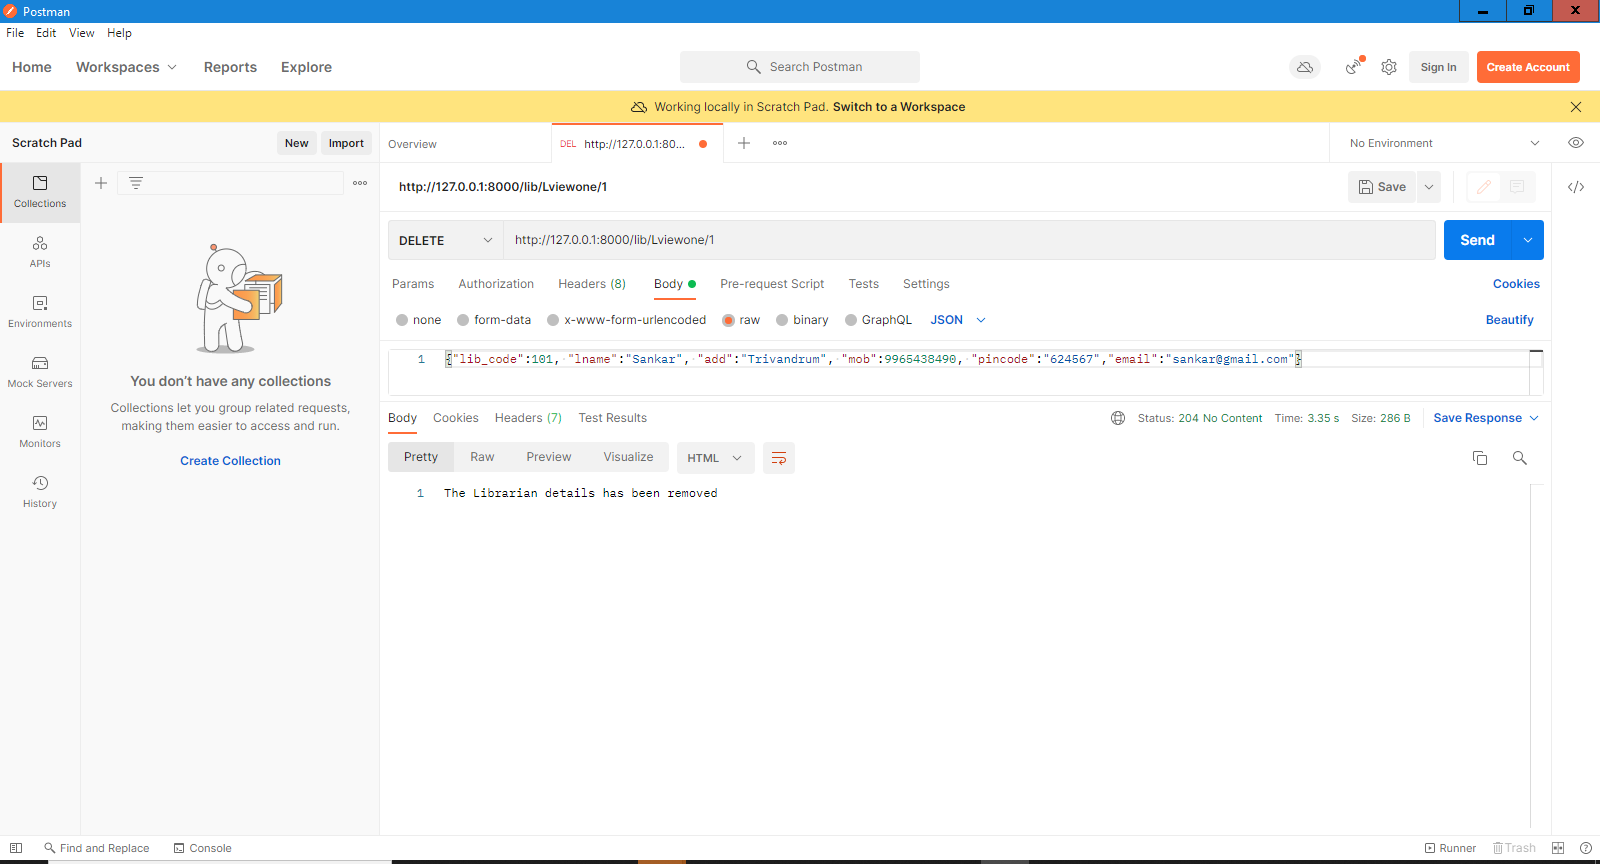 Postman
File Edit View Help
Home Workspaces Reports Explore Search Postman Sign In Create Account
Working locally in Scratch Pad. Switch to a Workspace
Scratch Pad New Import Overview DEL http://127.0.0.1:80... No Environment
http://127.0.0.1:8000/lib/Lviewone/1 Save
Collections
DELETE http://127.0.0.1:8000/lib/Lviewone/1 Send
APIs
Params Authorization Headers (8) Body Pre-request Script Tests Settings Cookies
Environments
none form-data x-www-form-urlencoded raw binary GraphQL JSON Beautify
1 {"lib_code":101, "lname":"Sankar", "add":"Trivandrum", "mob":9965438490, "pincode":"624567","email":"sankar@gmail.com"}
Mock Servers
You don't have any collections
Collections let you group related requests,
making them easier to access and run.
Create Collection
Monitors
History
Body Cookies Headers (7) Test Results Status: 204 No Content Time: 3.35 s Size: 286 B Save Response
Pretty Raw Preview Visualize HTML
1 The Librarian details has been removed
Find and Replace Console Runner Trash